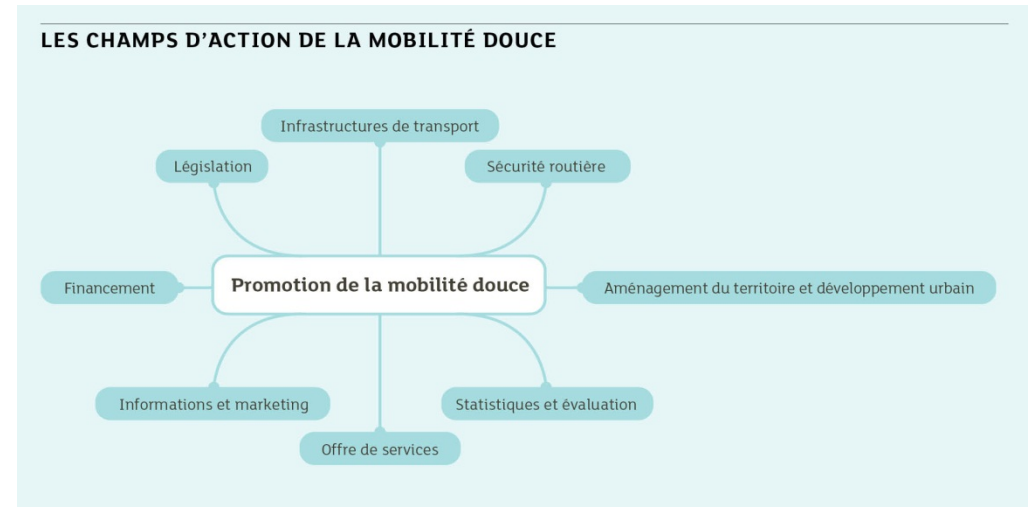 LES CHAMPS D’ACTION DE LA MOBILITÉ DOUCE
Infrastructures de transport
Législation
Sécurité routière
Financement
Promotion de la mobilité douce
Aménagement du territoire et développement urbain
Informations et marketing
Statistiques et évaluation
Offre de services